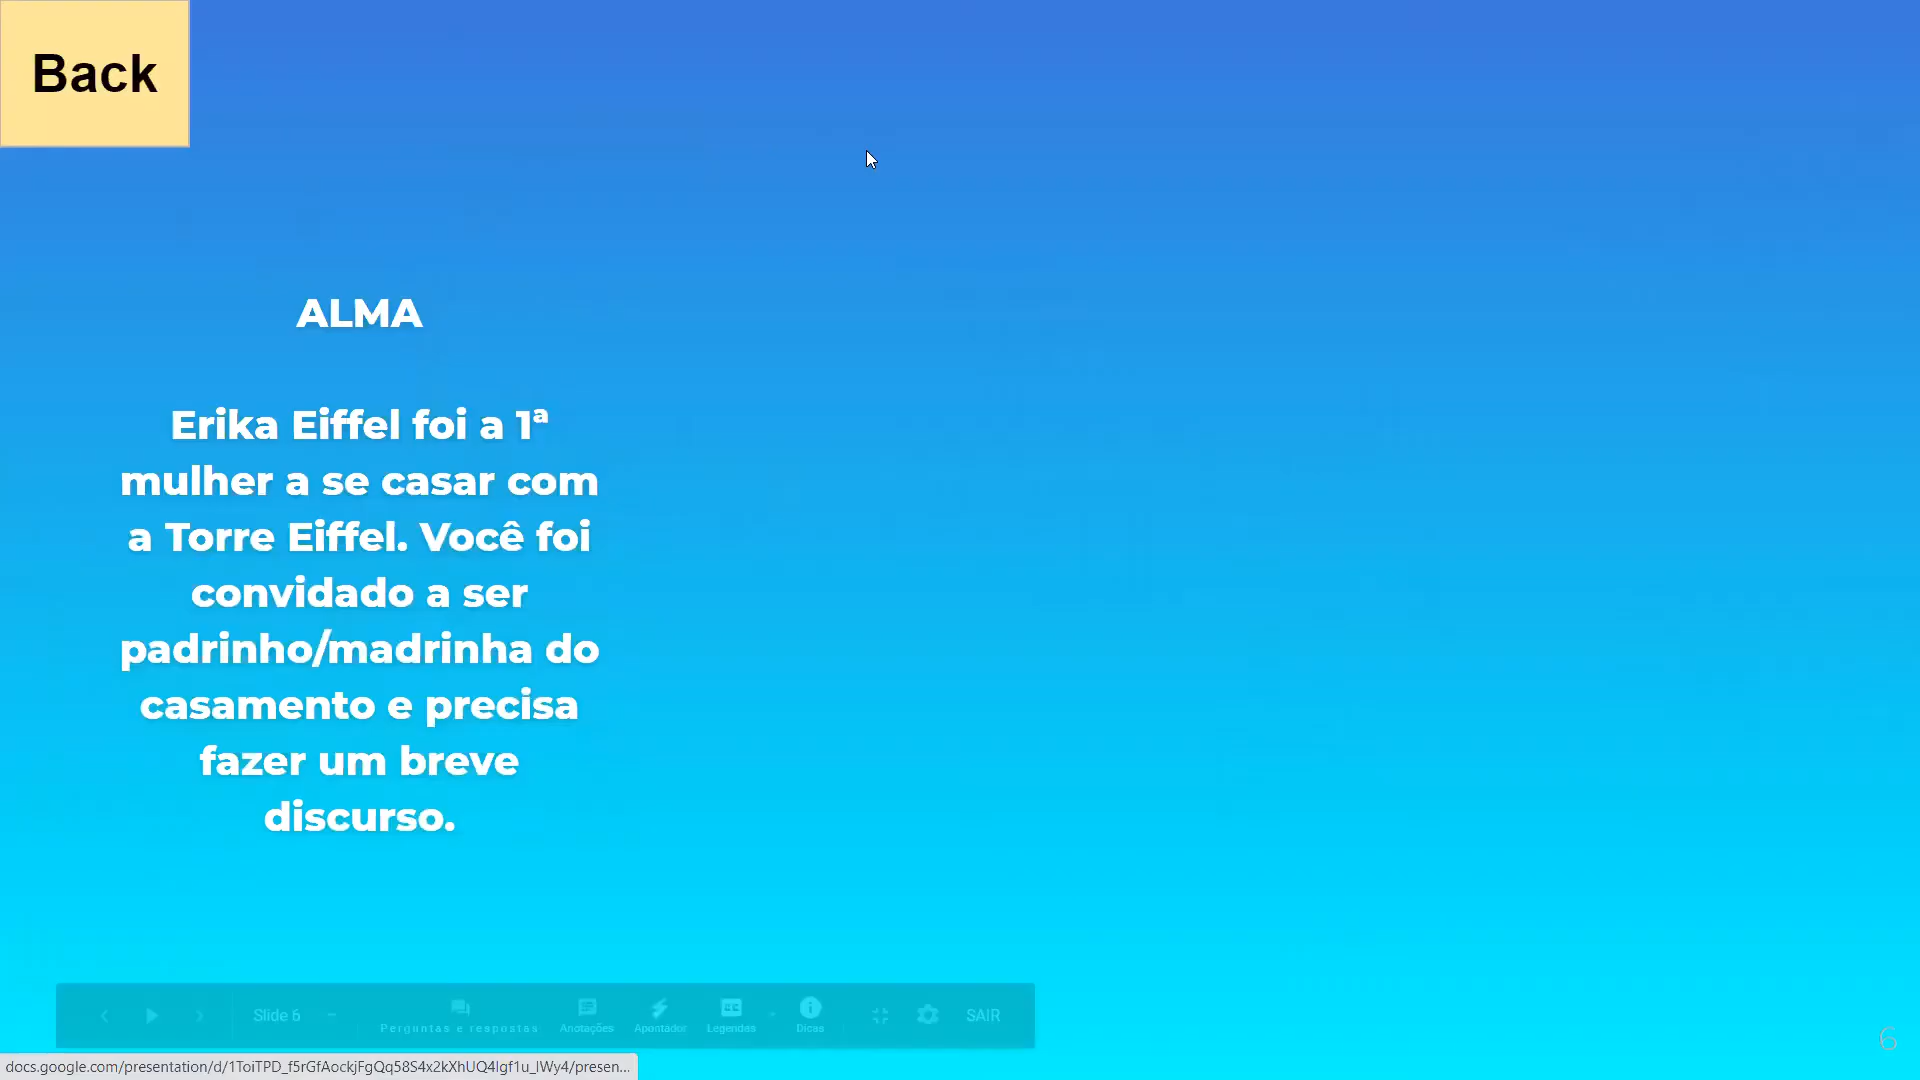 Back
ALMA
Erika Eiffel foi a 1ª
mulher a se casar com
a Torre Eiffel. Você foi
convidado a ser
padrinho/madrinha do
casamento e precisa
fazer um breve
discurso.
Slide 6
Perguntas e respostas
Anotações
Apontador
Legendas
Dicas
SAIR
6
docs.google.com/presentation/d/1ToiTPD_f5rGfAockjFgQq58S4x2kXhUQ4lgf1u_lWy4/presen...